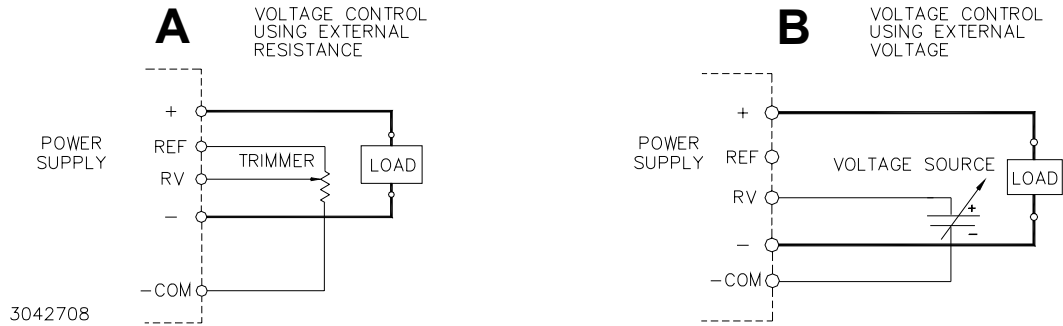 A
VOLTAGE CONTROL
USING EXTERNAL
RESISTANCE
+
REF
RV
-
-COM
POWER
SUPPLY
TRIMMER
LOAD
3042708
B
VOLTAGE CONTROL
USING EXTERNAL
VOLTAGE
+
REF
RV
-
-COM
POWER
SUPPLY
VOLTAGE SOURCE
+
-
LOAD